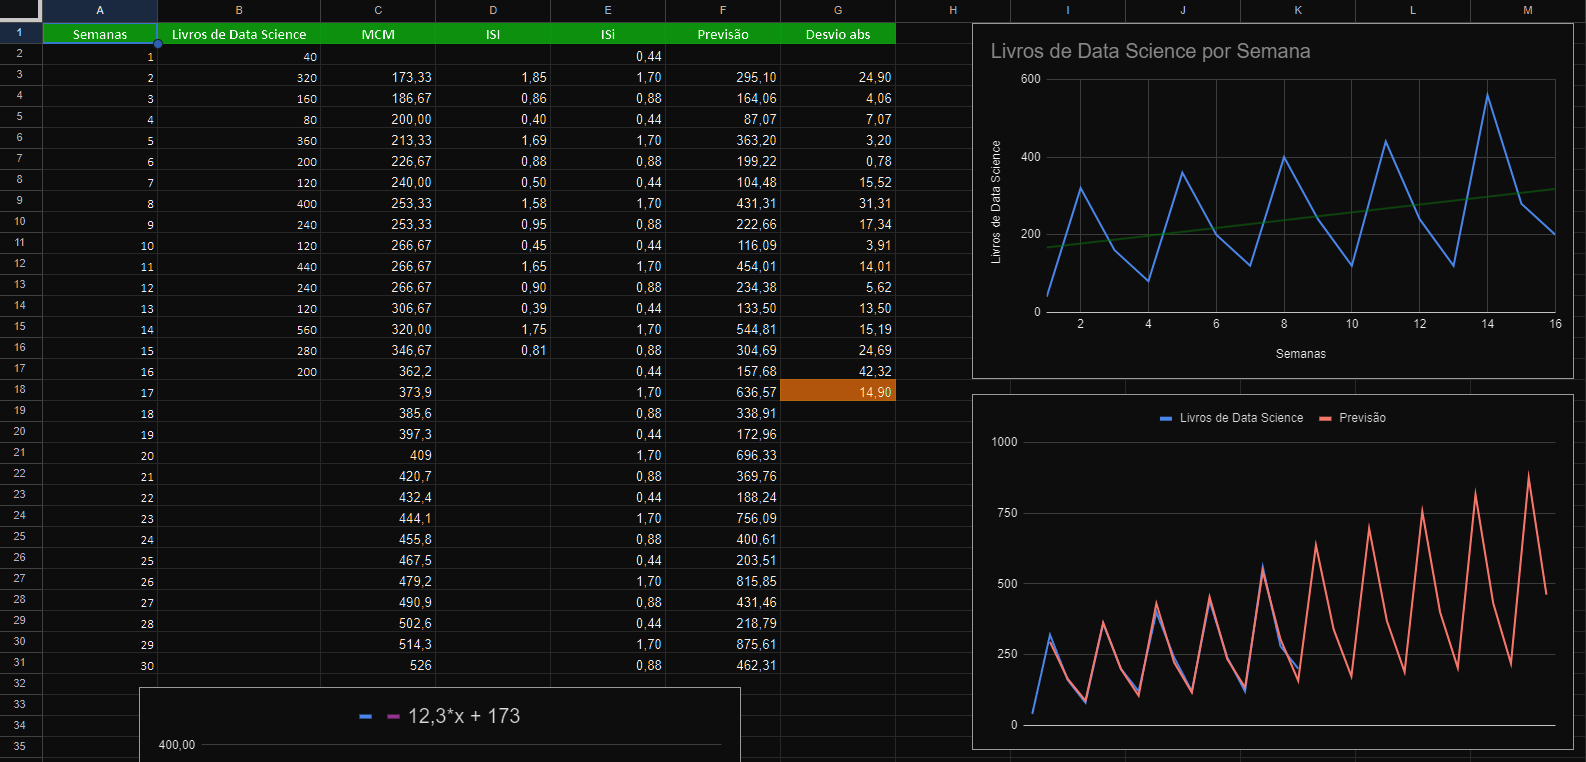 A B C D E F G H I J K L M
1 Semanas Livros de Data Science MCM ISI ISi Previsão Desvio abs
2 1 40 0,44
3 2 320 173,33 1,85 1,70 295,10 24,90
4 3 160 186,67 0,86 0,88 164,06 4,06
5 4 80 200,00 0,40 0,44 87,07 7,07
6 5 360 213,33 1,69 1,70 363,20 3,20
7 6 200 226,67 0,88 0,88 199,22 0,78
8 7 120 240,00 0,50 0,44 104,48 15,52
9 8 400 253,33 1,58 1,70 431,31 31,31
10 9 240 253,33 0,95 0,88 222,66 17,34
11 10 120 266,67 0,45 0,44 116,09 3,91
12 11 440 266,67 1,65 1,70 454,01 14,01
13 12 240 266,67 0,90 0,88 234,38 5,62
14 13 120 306,67 0,39 0,44 133,50 13,50
15 14 560 320,00 1,75 1,70 544,81 15,19
16 15 280 346,67 0,81 0,88 304,69 24,69
17 16 200 362,2 0,44 157,68 42,32
18 17 373,9 1,70 636,57 14,90
19 18 385,6 0,88 338,91
20 19 397,3 0,44 172,96
21 20 409 1,70 696,33
22 21 420,7 0,88 369,76
23 22 432,4 0,44 188,24
24 23 444,1 1,70 756,09
25 24 455,8 0,88 400,61
26 25 467,5 0,44 203,51
27 26 479,2 1,70 815,85
28 27 490,9 0,88 431,46
29 28 502,6 0,44 218,79
30 29 514,3 1,70 875,61
31 30 526 0,88 462,31
32
33
34
35
12,3*x + 173
400,00
Livros de Data Science por Semana
Livros de Data Science
600
400
200
0
2 4 6 8 10 12 14 16
Semanas
Livros de Data Science Previsão
1000
750
500
250
0